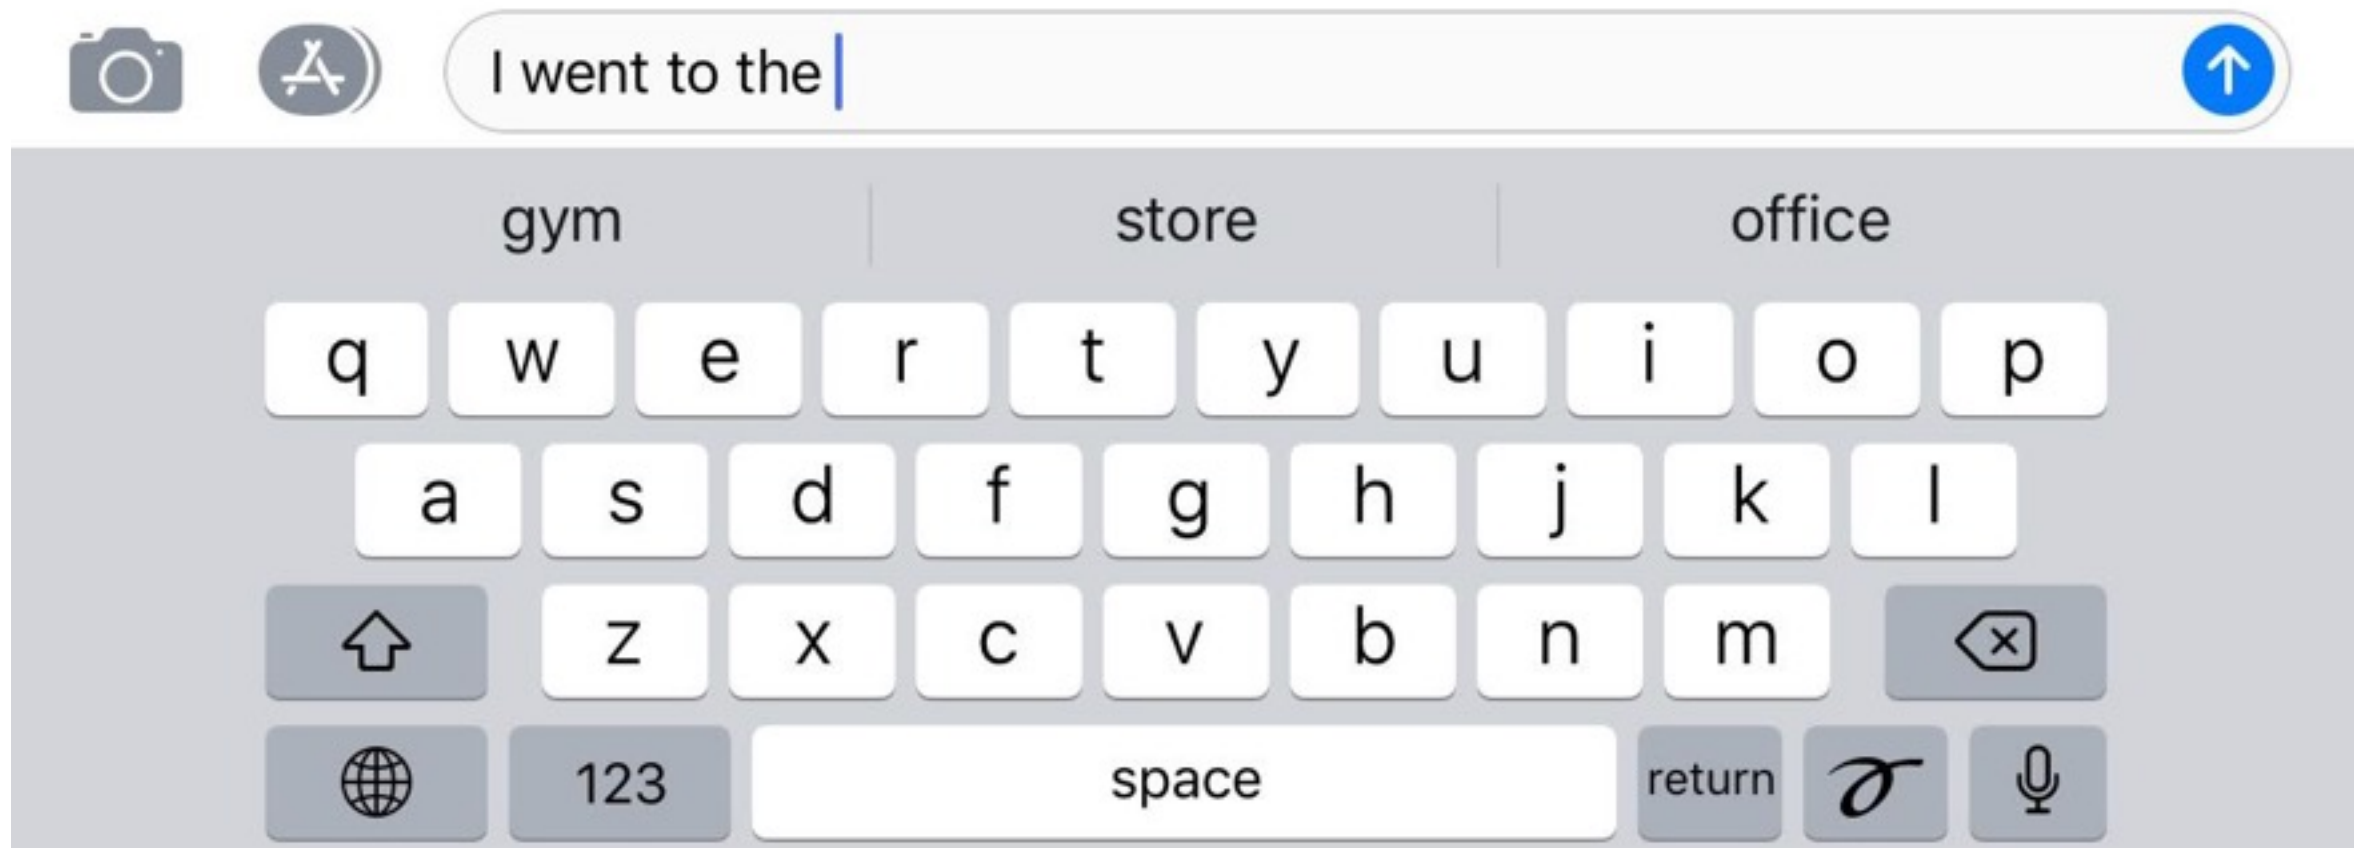 I went to the
gym store office
q w e r t y u i o p
a s d f g h j k l
z x c v b n m
123 space return